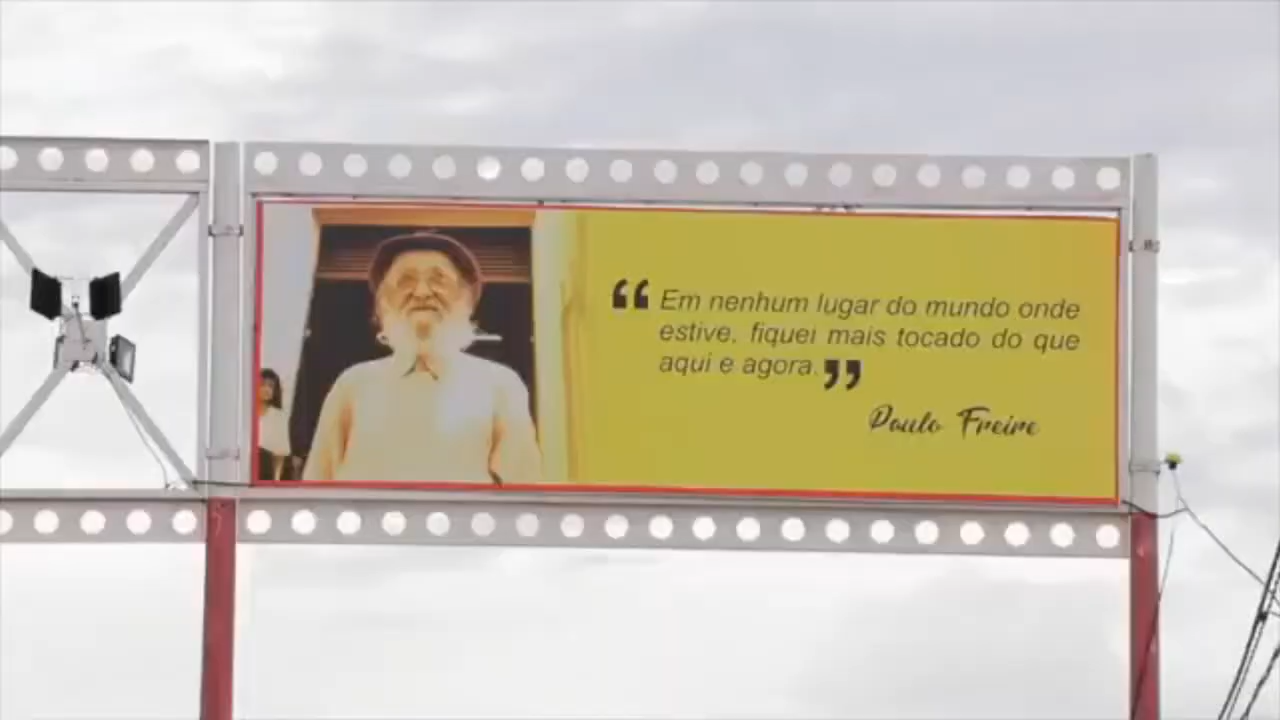 ❝ Em nenhum lugar do mundo onde
estive, fiquei mais tocado do que
aqui e agora. ❞
Paulo Freire